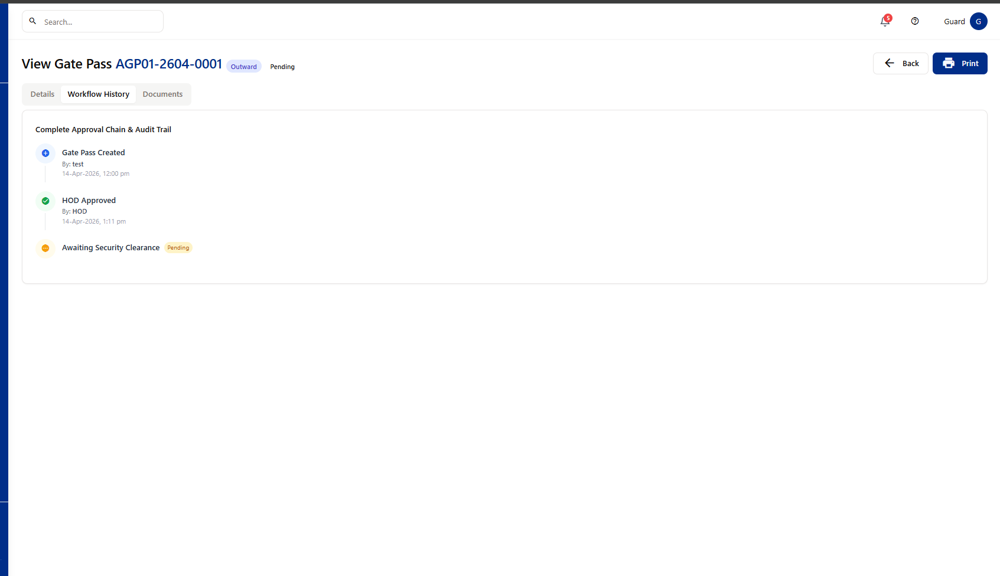 Search...
5
Guard
G
View Gate Pass AGP01-2604-0001 Outward Pending
Back
Print
Details Workflow History Documents
Complete Approval Chain & Audit Trail
Gate Pass Created
By: test
14-Apr-2026, 12:00 pm
HOD Approved
By: HOD
14-Apr-2026, 1:11 pm
Awaiting Security Clearance Pending